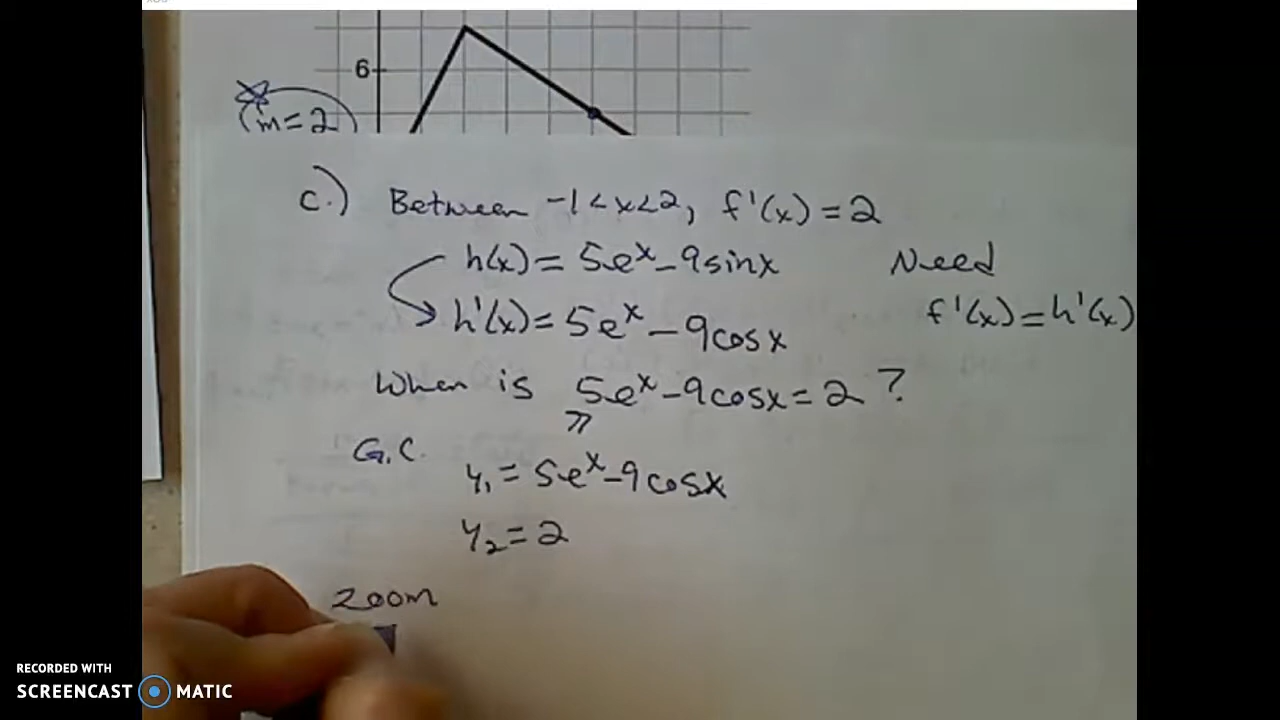 6
m=2
c.) Between -1<x<2, f'(x)=2
h(x)=5e^x-9sinx Need
h'(x)=5e^x-9cosx f'(x)=h'(x)
When is 5e^x-9cosx=2?
G.C. y₁=5e^x-9cosx
y₂=2
zoom
RECORDED WITH
SCREENCAST MATIC